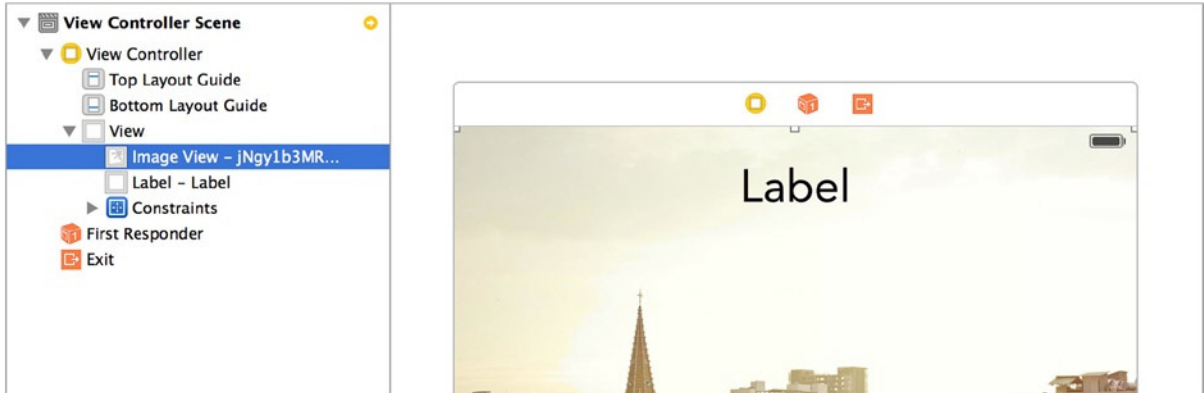 View Controller Scene
View Controller
Top Layout Guide
Bottom Layout Guide
View
Image View – jNgy1b3MR...
Label – Label
Constraints
First Responder
Exit
Label